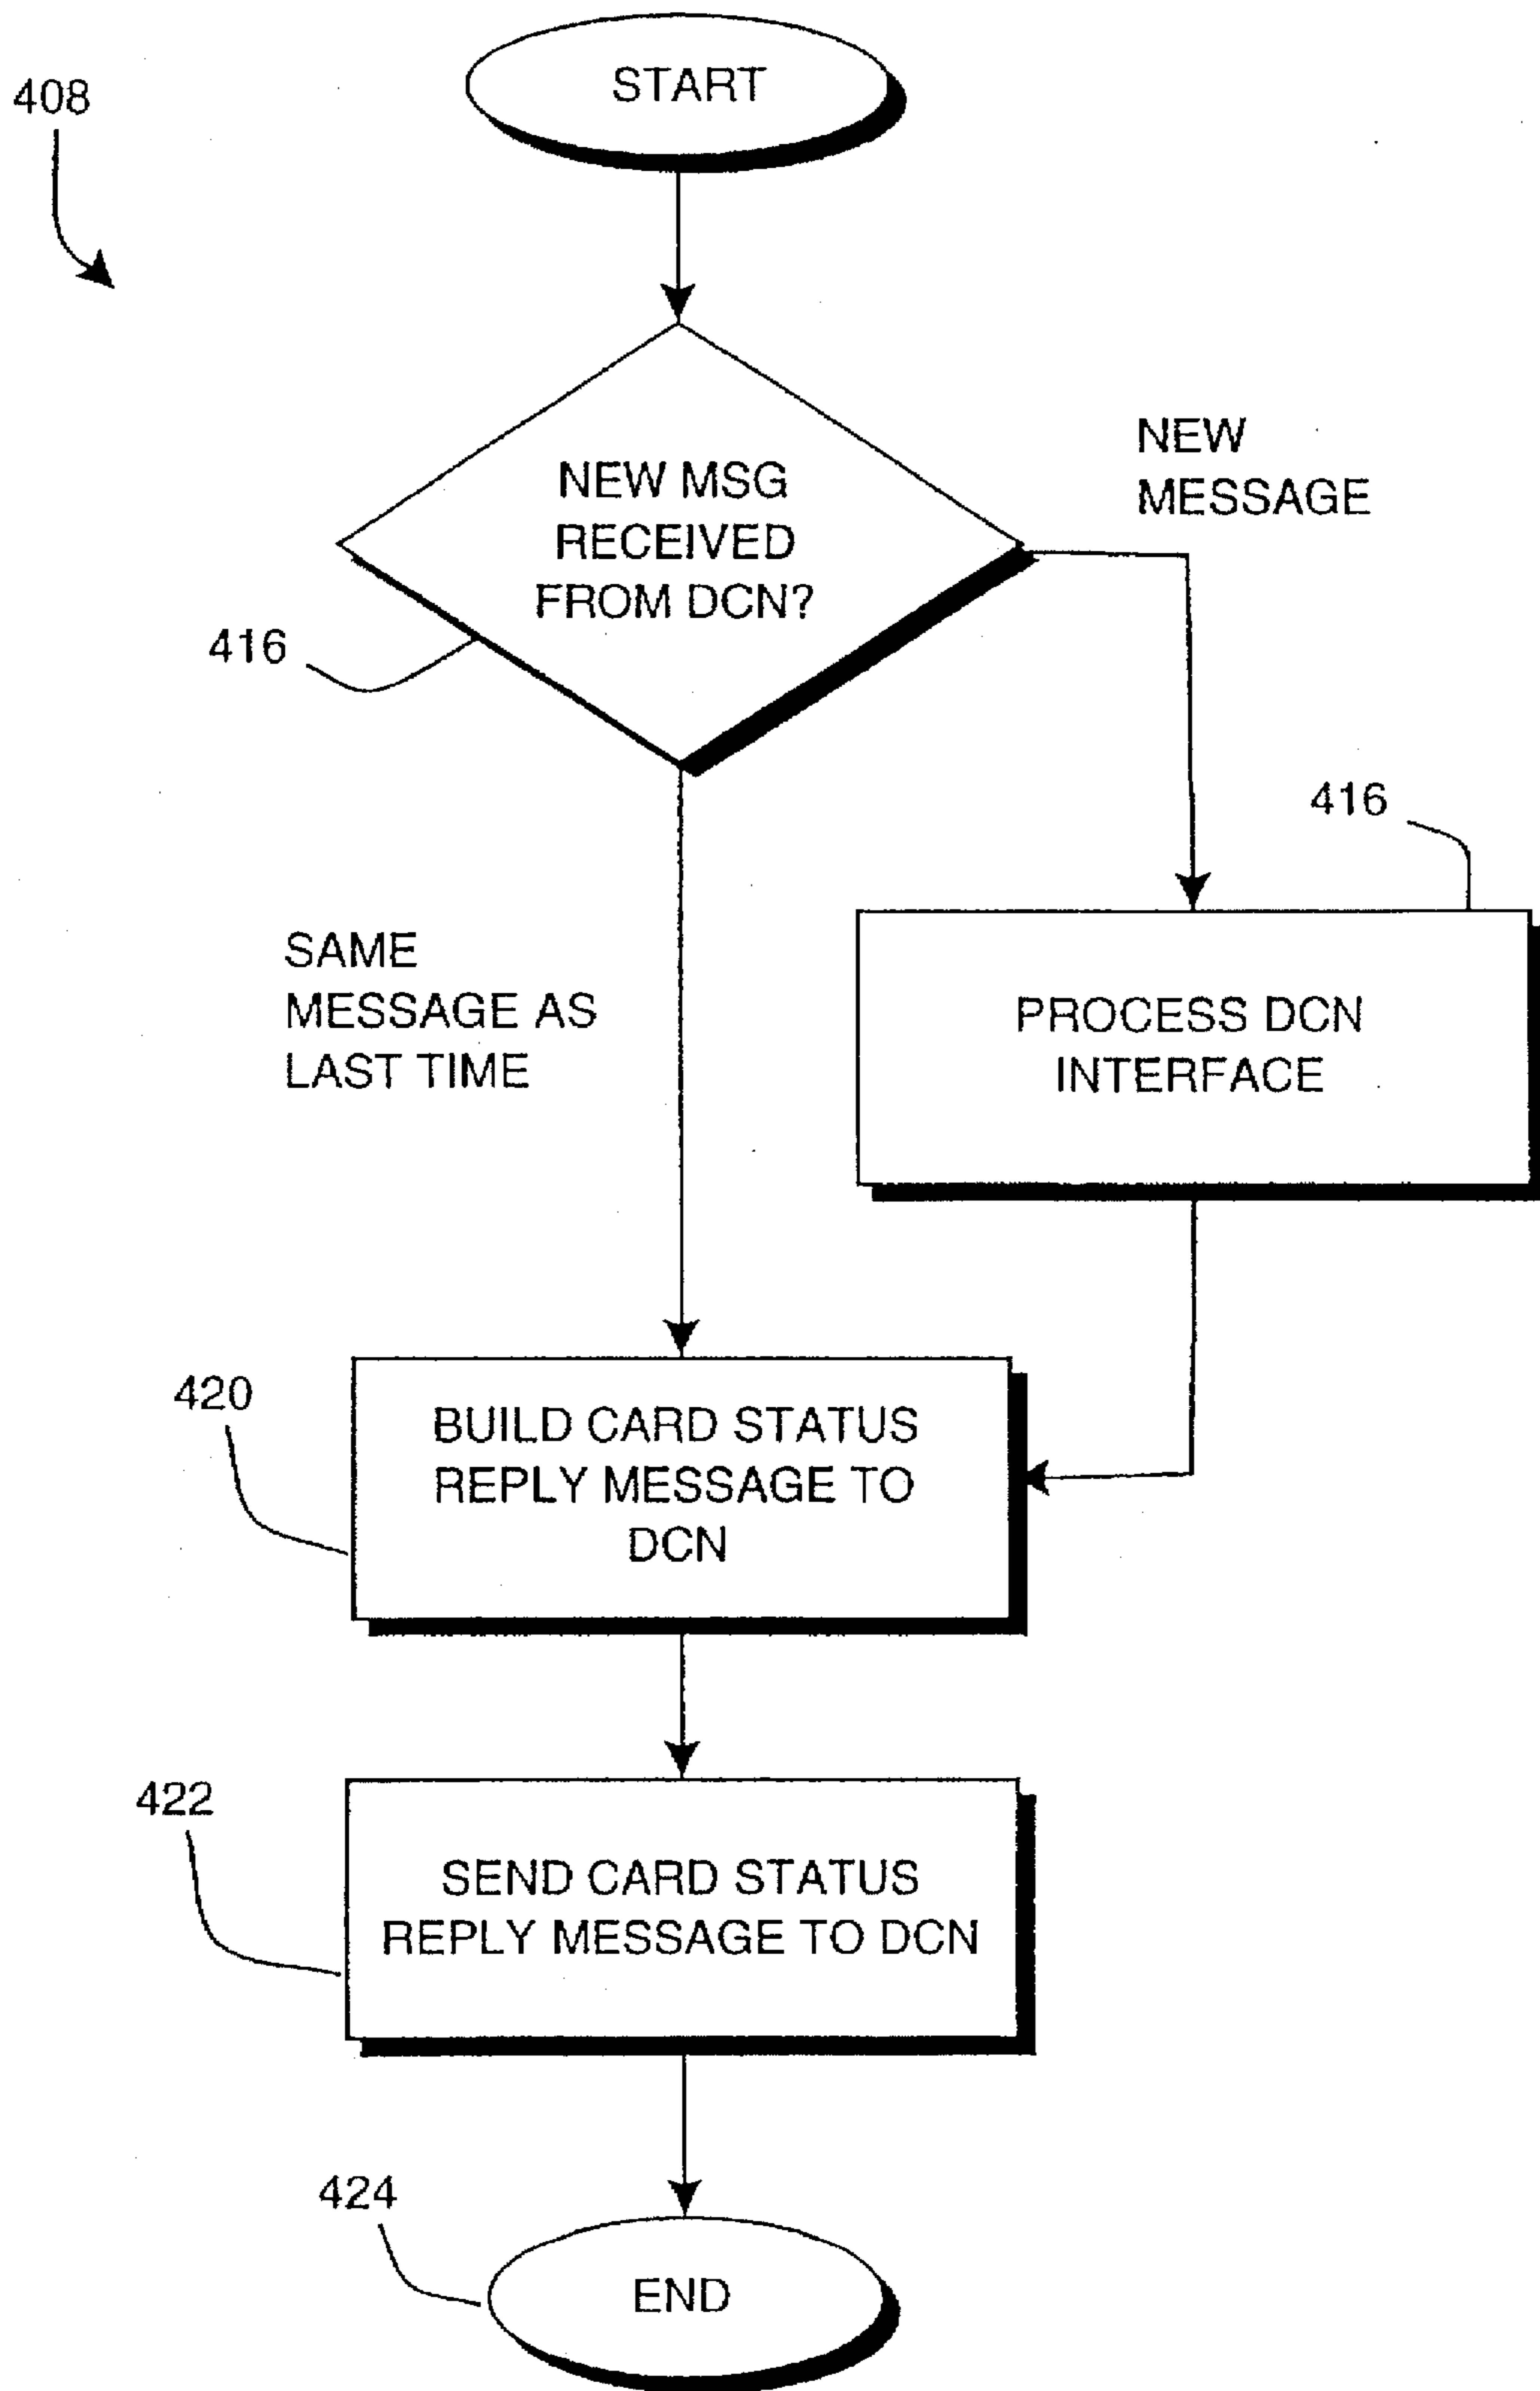 START
408
NEW MSG
RECEIVED
FROM DCN?
NEW
MESSAGE
416
416
SAME
MESSAGE AS
LAST TIME
PROCESS DCN
INTERFACE
420
BUILD CARD STATUS
REPLY MESSAGE TO
DCN
422
SEND CARD STATUS
REPLY MESSAGE TO DCN
424
END